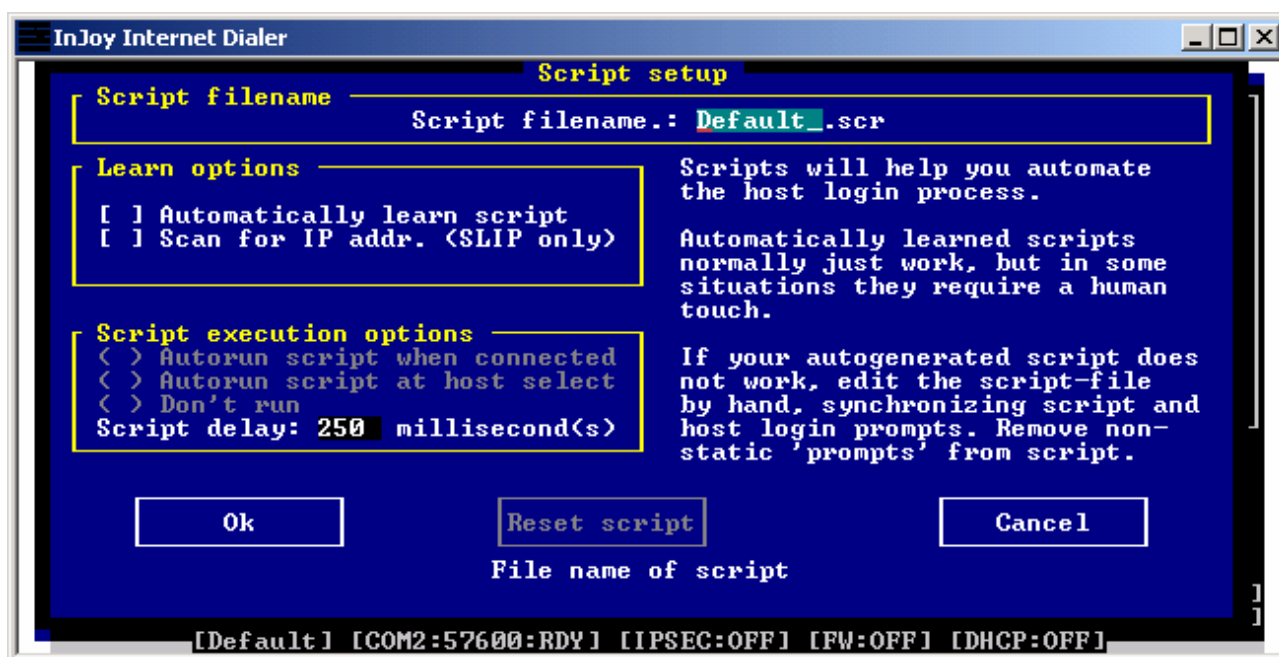 InJoy Internet Dialer
Script setup
Script filename
Script filename.: Default_.scr
Learn options
[ ] Automatically learn script
[ ] Scan for IP addr. (SLIP only)
Script execution options
( ) Autorun script when connected
( ) Autorun script at host select
( ) Don't run
Script delay: 250 millisecond(s)
Scripts will help you automate
the host login process.
Automatically learned scripts
normally just work, but in some
situations they require a human
touch.
If your autogenerated script does
not work, edit the script-file
by hand, synchronizing script and
host login prompts. Remove non-
static 'prompts' from script.
Ok
Reset script
Cancel
File name of script
[Default] [COM2:57600:RDY] [IPSEC:OFF] [FW:OFF] [DHCP:OFF]